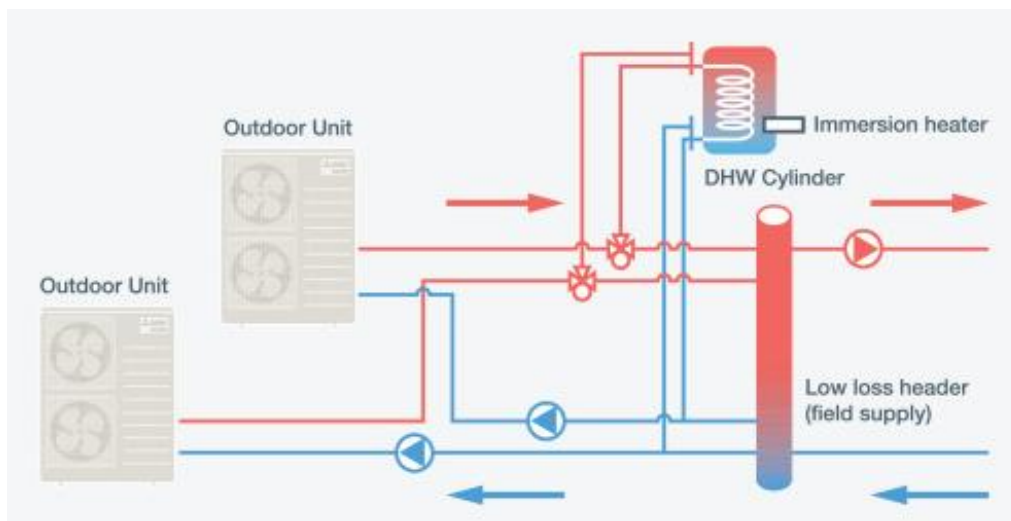 Outdoor Unit
Immersion heater
DHW Cylinder
Outdoor Unit
Low loss header
(field supply)